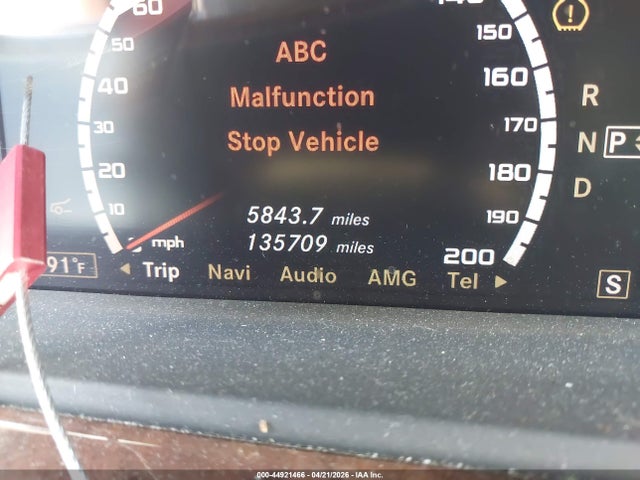 60
140
50
150
ABC
40
160
R
Malfunction
30
170
N P
Stop Vehicle
20
180
D
10
5843.7 miles
190
mph
135709 miles
200
91°F
Trip Navi Audio AMG Tel
S
000-44921466 - 04/21/2026 - IAA Inc.